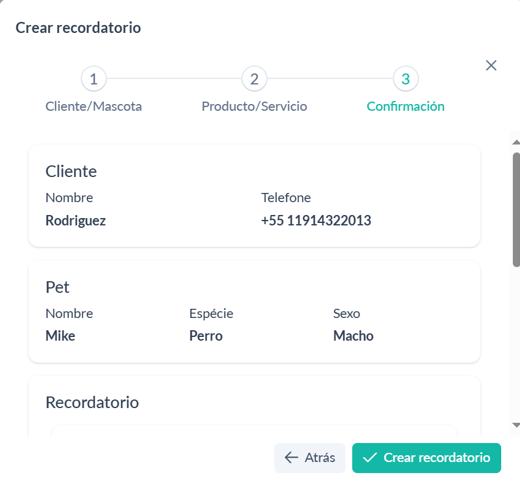 Crear recordatorio
1 2 3
Cliente/Mascota Producto/Servicio Confirmación
Cliente
Nombre Telefone
Rodriguez +55 11914322013
Pet
Nombre Espécie Sexo
Mike Perro Macho
Recordatorio
Atrás Crear recordatorio